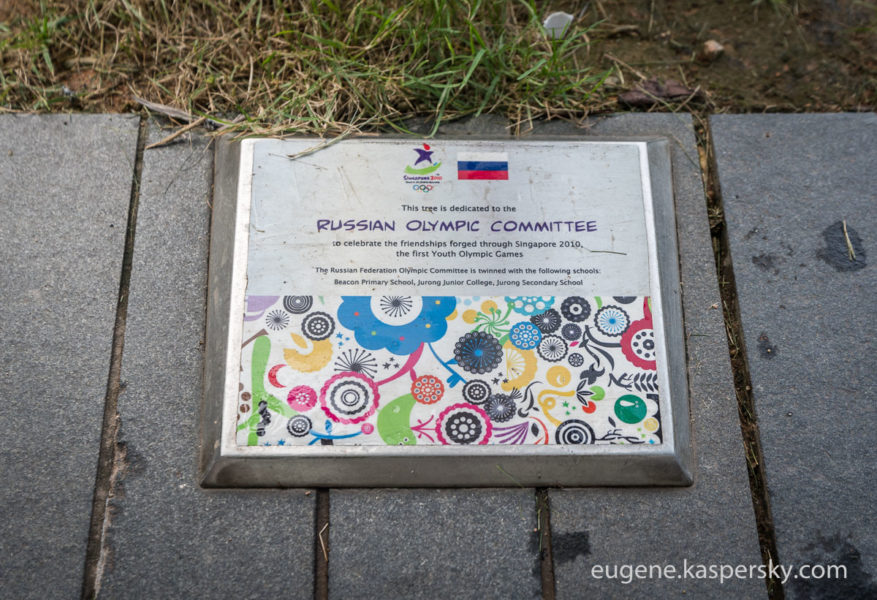 Singapore 2010
This tree is dedicated to the
RUSSIAN OLYMPIC COMMITTEE
to celebrate the friendships forged through Singapore 2010,
the first Youth Olympic Games
The Russian Federation Olympic Committee is twinned with the following schools:
Beacon Primary School, Jurong Junior College, Jurong Secondary School
eugene.kaspersky.com